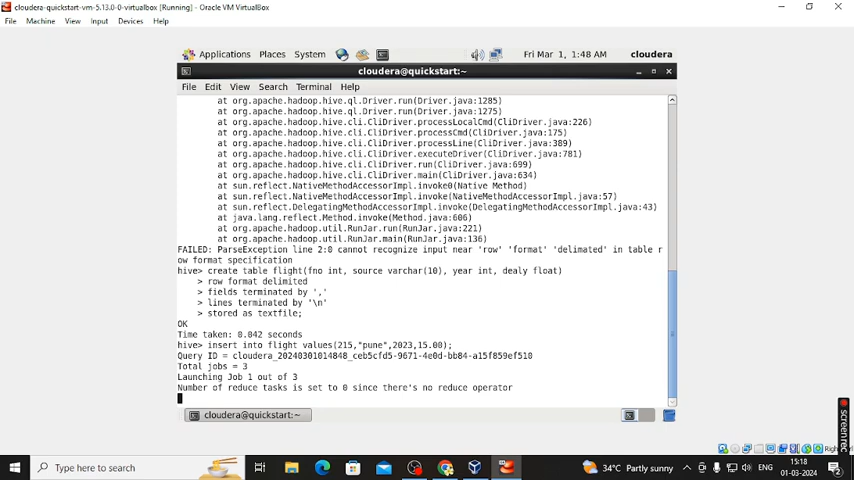 cloudera-quickstart-vm-5.13.0-0-virtualbox [Running] - Oracle VM VirtualBox
File Machine View Input Devices Help
Applications Places System Fri Mar 1, 1:48 AM cloudera
cloudera@quickstart:~
File Edit View Search Terminal Help
at org.apache.hadoop.hive.ql.Driver.run(Driver.java:1285)
at org.apache.hadoop.hive.ql.Driver.run(Driver.java:1275)
at org.apache.hadoop.hive.cli.CliDriver.processLocalCmd(CliDriver.java:226)
at org.apache.hadoop.hive.cli.CliDriver.processCmd(CliDriver.java:175)
at org.apache.hadoop.hive.cli.CliDriver.processLine(CliDriver.java:389)
at org.apache.hadoop.hive.cli.CliDriver.executeDriver(CliDriver.java:781)
at org.apache.hadoop.hive.cli.CliDriver.run(CliDriver.java:699)
at org.apache.hadoop.hive.cli.CliDriver.main(CliDriver.java:634)
at sun.reflect.NativeMethodAccessorImpl.invoke0(Native Method)
at sun.reflect.NativeMethodAccessorImpl.invoke(NativeMethodAccessorImpl.java:57)
at sun.reflect.DelegatingMethodAccessorImpl.invoke(DelegatingMethodAccessorImpl.java:43)
at java.lang.reflect.Method.invoke(Method.java:606)
at org.apache.hadoop.util.RunJar.run(RunJar.java:221)
at org.apache.hadoop.util.RunJar.main(RunJar.java:136)
FAILED: ParseException line 2:0 cannot recognize input near 'row' 'format' 'delimated' in table r
ow format specification
hive> create table flight(fno int, source varchar(10), year int, dealy float)
> row format delimited
> fields terminated by ','
> lines terminated by '\n'
> stored as textfile;
OK
Time taken: 0.042 seconds
hive> insert into flight values(215,"pune",2023,15.00);
Query ID = cloudera_20240301014848_ceb5cfd5-9671-4e0d-bb84-a15f859ef510
Total jobs = 3
Launching Job 1 out of 3
Number of reduce tasks is set to 0 since there's no reduce operator
cloudera@quickstart:~
screenrec
Right
Type here to search 34°C Partly sunny ENG 15:18
01-03-2024 2